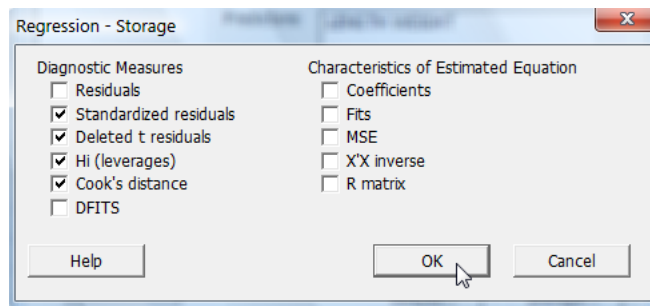 Regression - Storage
Diagnostic Measures
Residuals
Standardized residuals
Deleted t residuals
Hi (leverages)
Cook's distance
DFITS
Characteristics of Estimated Equation
Coefficients
Fits
MSE
X'X inverse
R matrix
Help
OK
Cancel